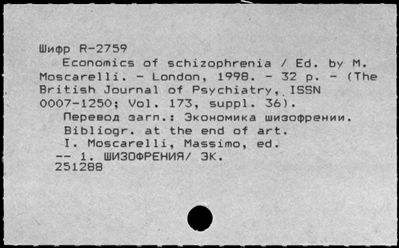 Шифр R-2759
Economics of schizophrenia / Ed. by M.
Moscarelli. - London, 1998. - 32 p. - (The
British Journal of Psychiatry, ISSN
0007-1250; Vol. 173, suppl. 36).
Перевод загл.: Экономика шизофрении.
Bibliogr. at the end of art.
I. Moscarelli, Massimo, ed.
-- 1. ШИЗОФРЕНИЯ/ ЭК.
251288